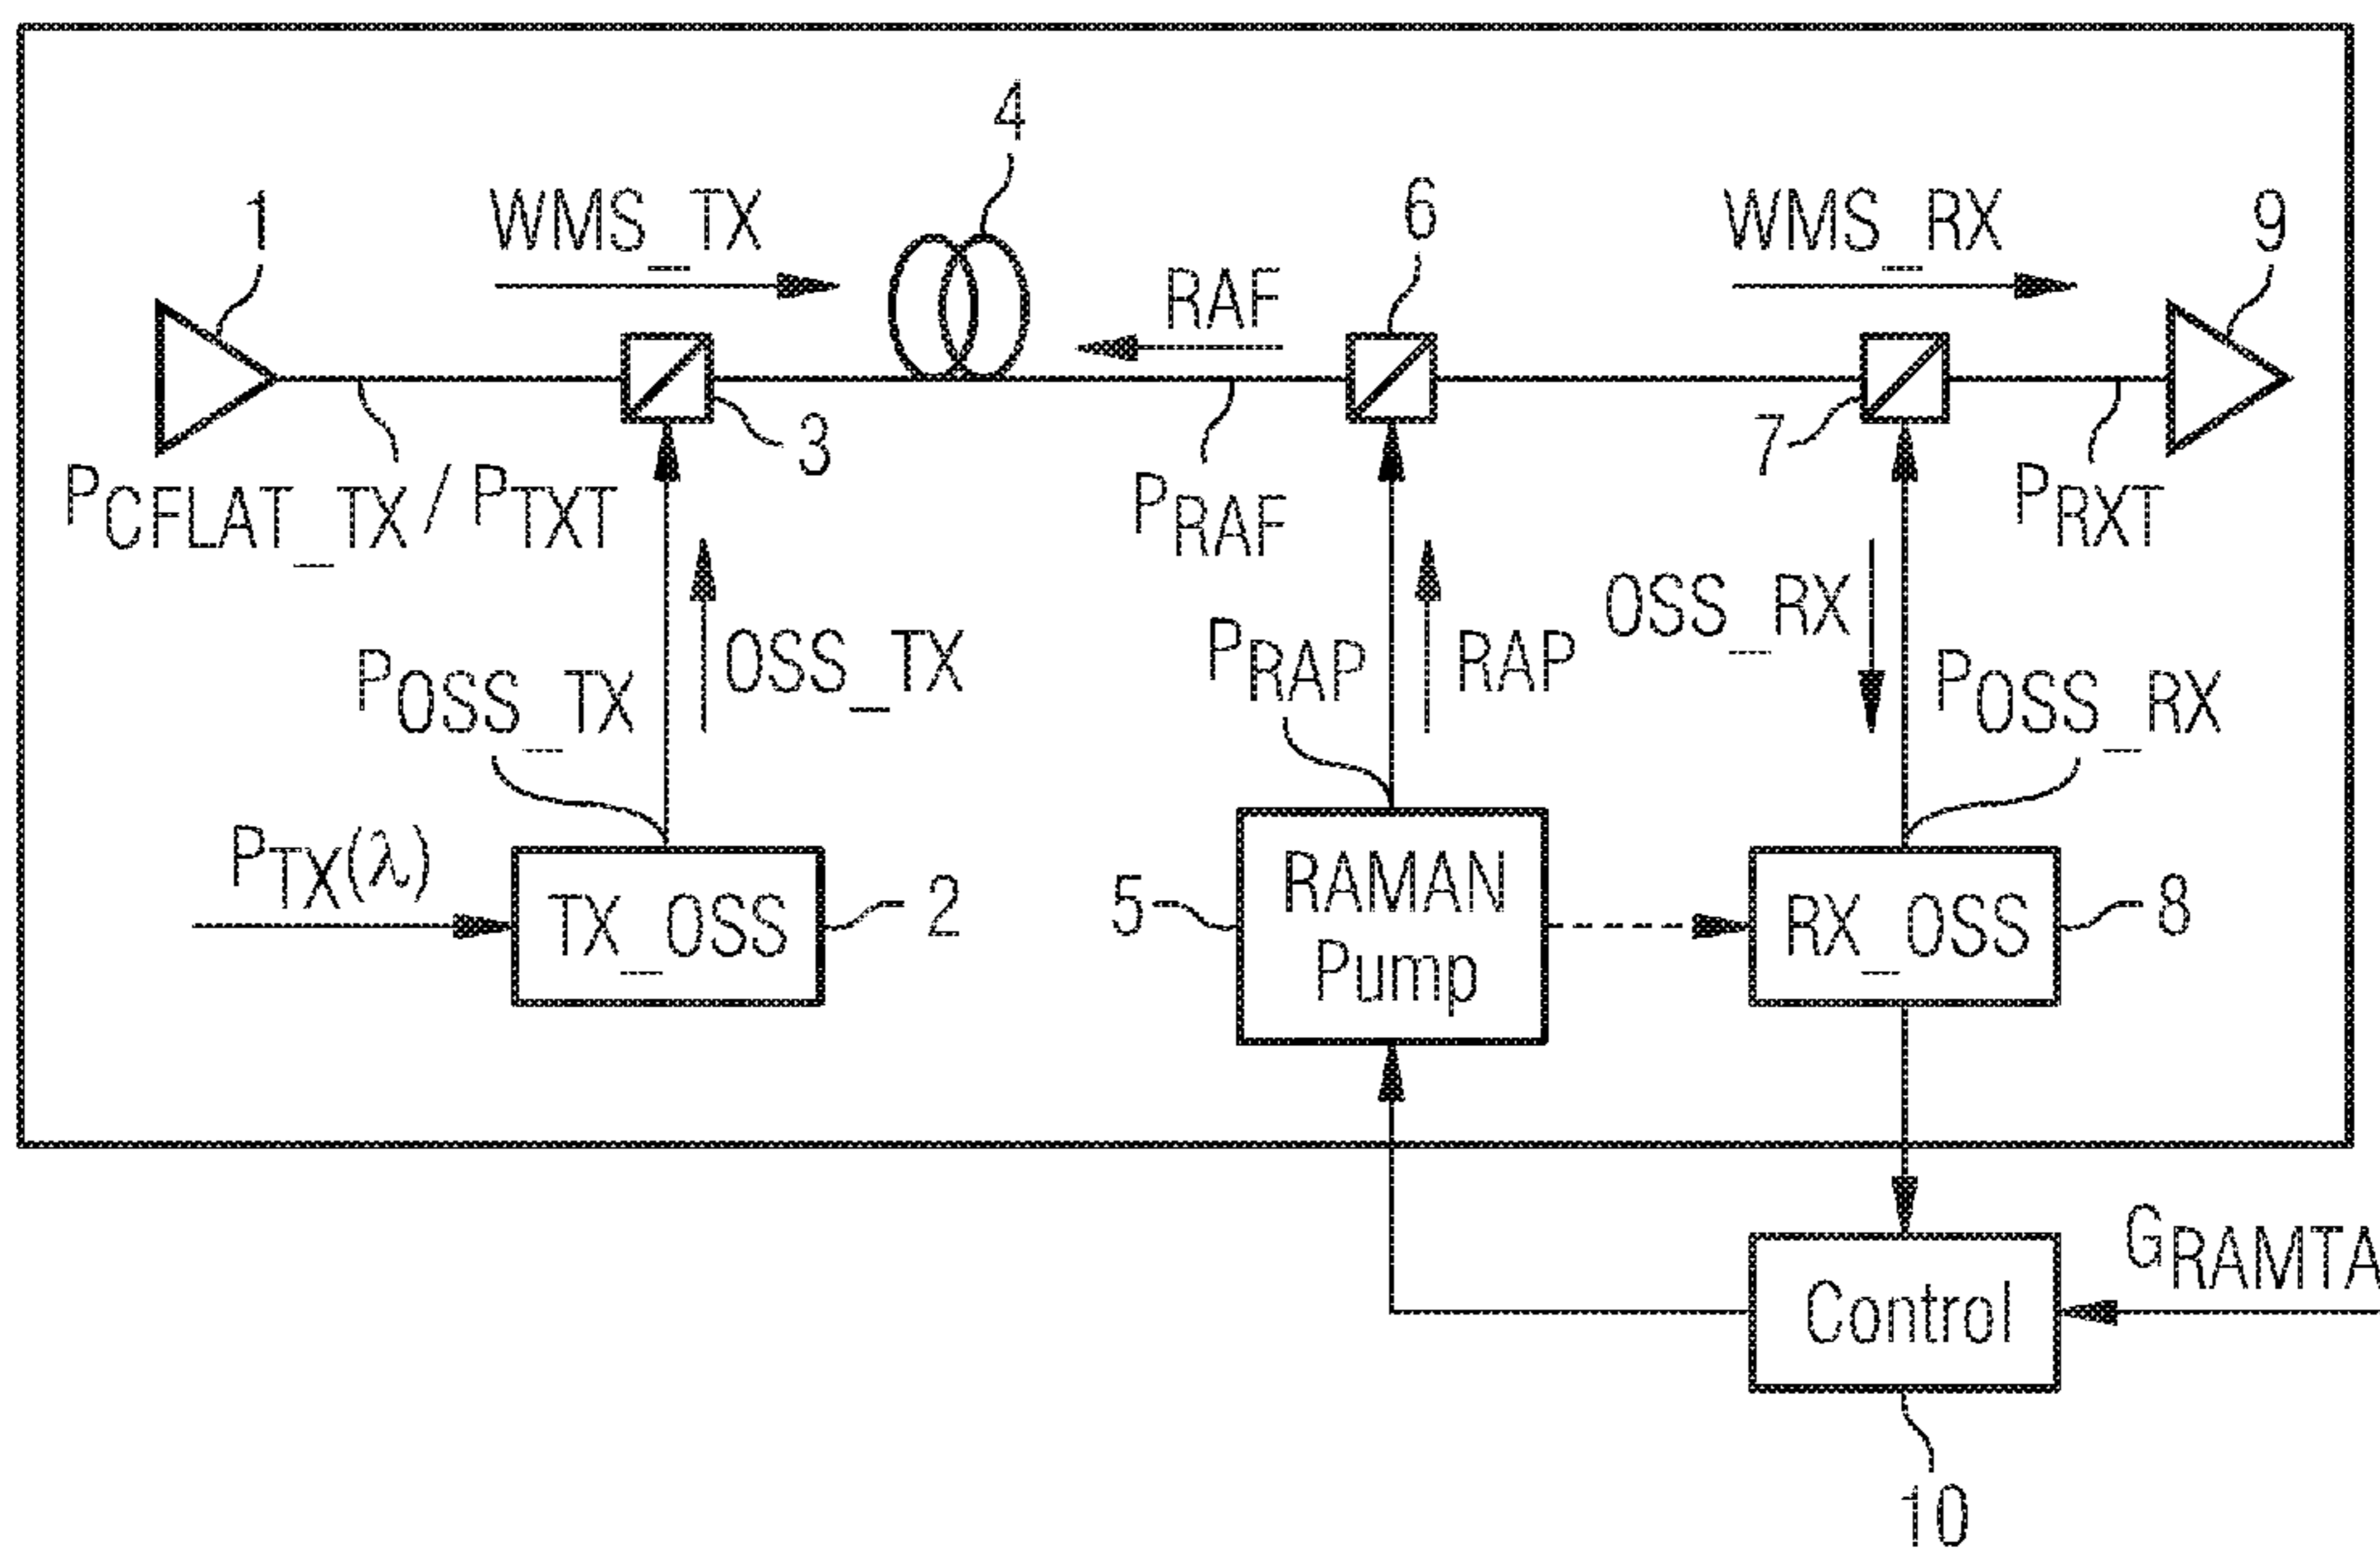 4
1
WMS_TX
6
WMS_RX
9
RAF
3
7
PCFLAT_TX / PTXT
PRAF
PRXT
OSS_RX
POSS_TX
OSS_TX
PRAP
RAP
POSS_RX
PTX(λ)
TX_OSS
2
5
RAMAN
Pump
RX_OSS
8
GRAMTA
Control
10